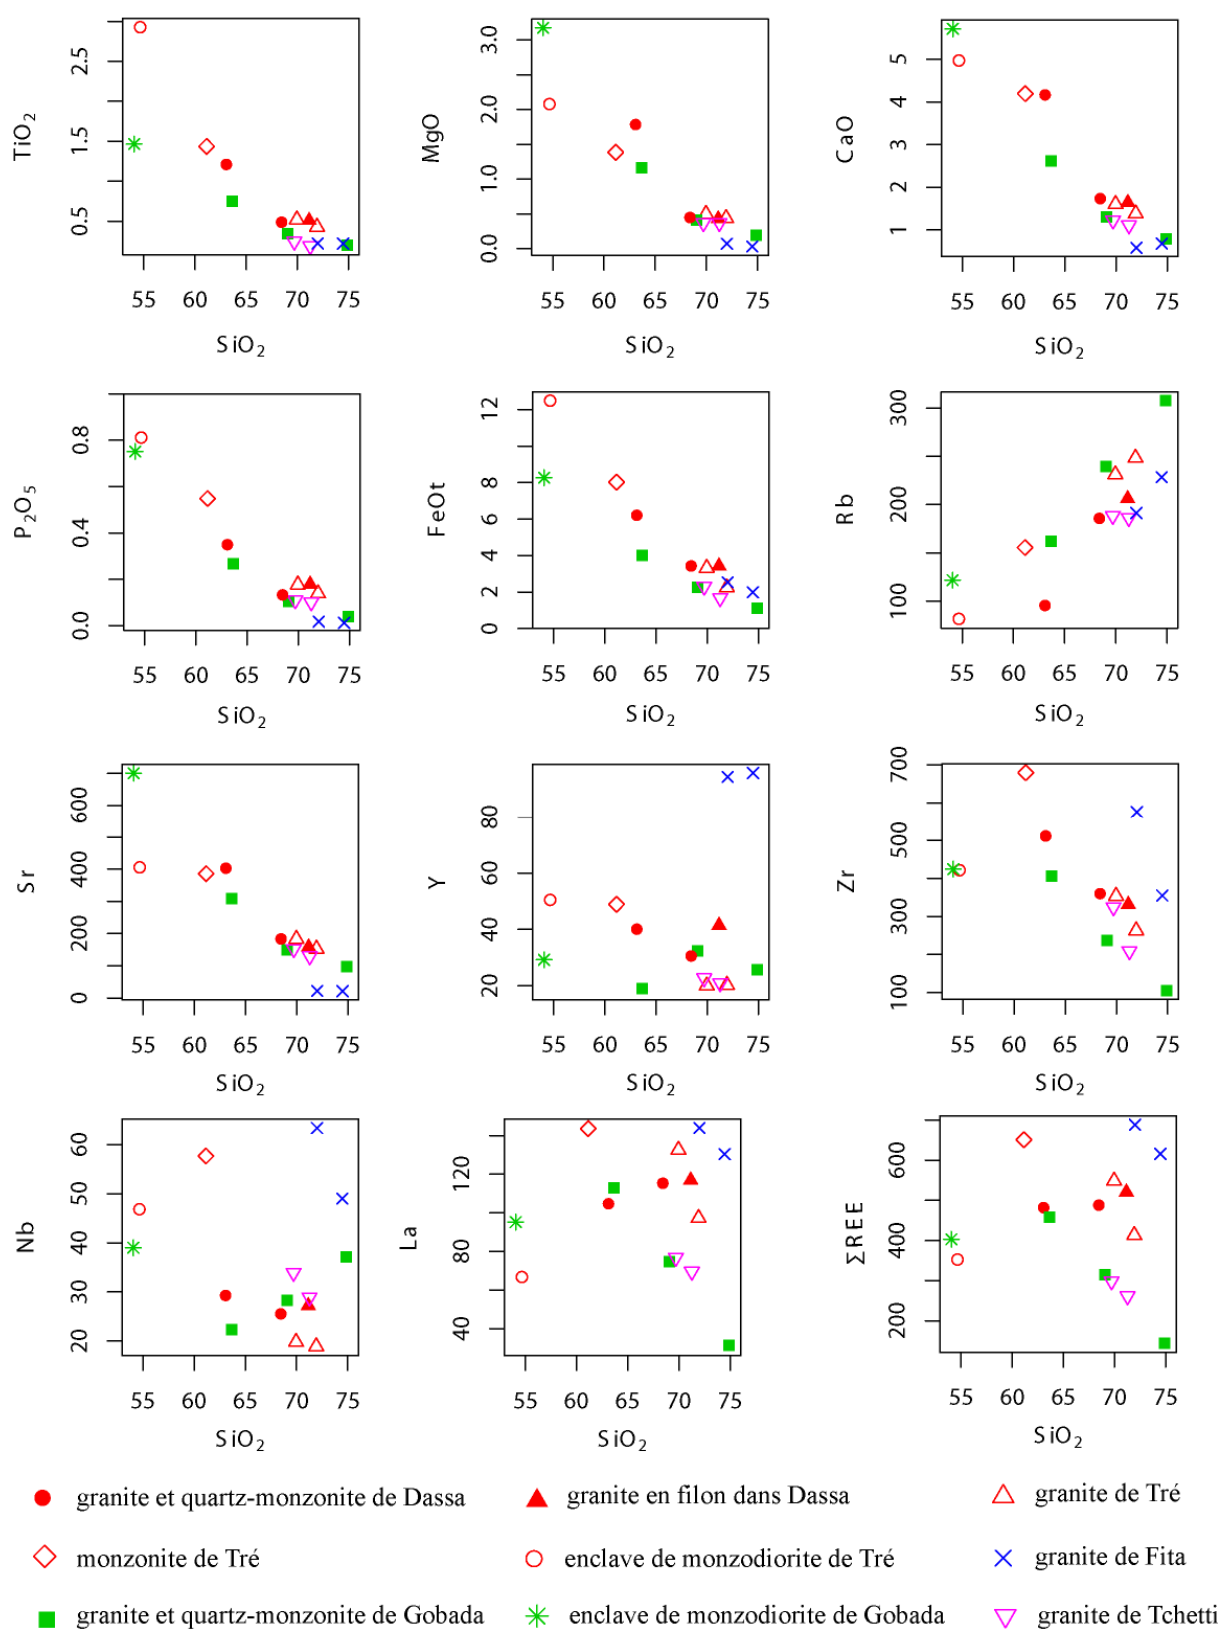 TiO2
0.5 1.5 2.5
55 60 65 70 75
SiO2
MgO
0.0 1.0 2.0 3.0
55 60 65 70 75
SiO2
CaO
1 2 3 4 5
55 60 65 70 75
SiO2
P2O5
0.0 0.4 0.8
55 60 65 70 75
SiO2
FeOt
0 2 4 6 8 12
55 60 65 70 75
SiO2
Rb
100 200 300
55 60 65 70 75
SiO2
Sr
0 200 400 600
55 60 65 70 75
SiO2
Y
20 40 60 80
55 60 65 70 75
SiO2
Zr
100 300 500 700
55 60 65 70 75
SiO2
Nb
20 30 40 50 60
55 60 65 70 75
SiO2
La
40 80 120
55 60 65 70 75
SiO2
ΣREE
200 400 600
55 60 65 70 75
SiO2
granite et quartz-monzonite de Dassa
granite en filon dans Dassa
granite de Tré
monzonite de Tré
enclave de monzodiorite de Tré
granite de Fita
granite et quartz-monzonite de Gobada
enclave de monzodiorite de Gobada
granite de Tchetti